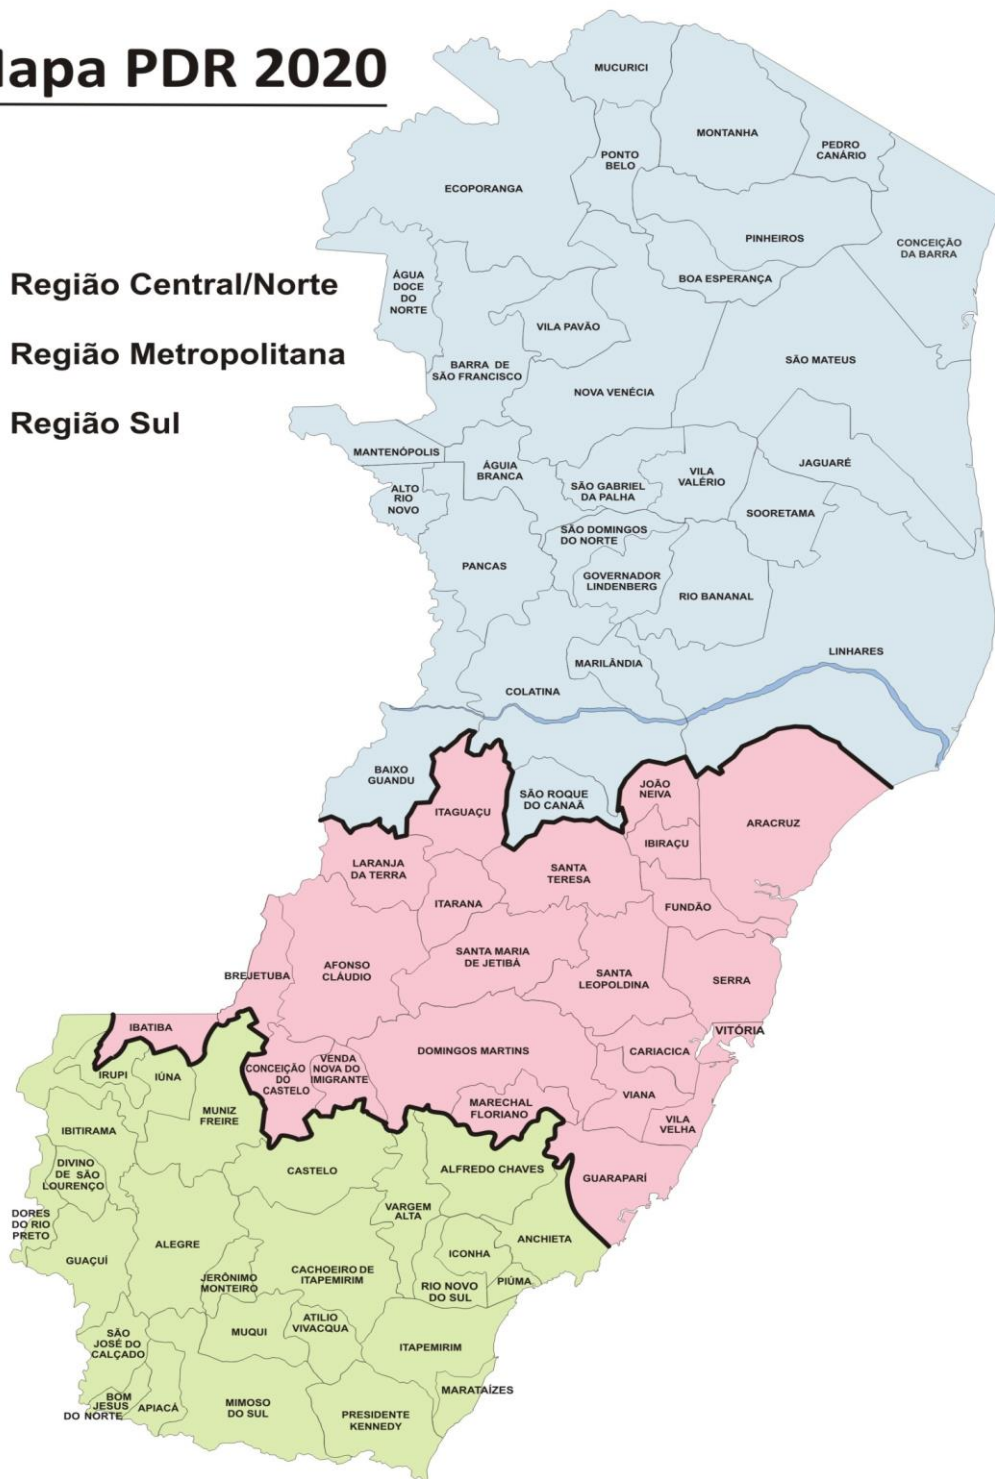 lapa PDR 2020
Região Central/Norte
Região Metropolitana
Região Sul
MUCURICI
MONTANHA
PEDRO
CANÁRIO
PONTO
BELO
ECOPORANGA
PINHEIROS
CONCEIÇÃO
DA BARRA
ÁGUA
DOCE
DO
NORTE
BOA ESPERANÇA
VILA PAVÃO
BARRA DE
SÃO FRANCISCO
SÃO MATEUS
NOVA VENÉCIA
MANTENÓPOLIS
ÁGUIA
BRANCA
JAGUARÉ
VILA
VALÉRIO
ALTO
RIO
NOVO
SÃO GABRIEL
DA PALHA
SOORETAMA
SÃO DOMINGOS
DO NORTE
PANCAS
GOVERNADOR
LINDENBERG
RIO BANANAL
LINHARES
MARILÂNDIA
COLATINA
BAIXO
GUANDU
SÃO ROQUE
DO CANAÃ
JOÃO
NEIVA
ITAGUAÇU
ARACRUZ
IBIRAÇU
LARANJA
DA TERRA
SANTA
TERESA
ITARANA
FUNDÃO
SANTA MARIA
DE JETIBÁ
AFONSO
CLÁUDIO
BREJETUBA
SANTA
LEOPOLDINA
SERRA
IBATIBA
VITÓRIA
DOMINGOS MARTINS
CARIACICA
VENDA
NOVA DO
IMIGRANTE
CONCEIÇÃO
DO
CASTELO
IRUPI
IÚNA
MARECHAL
FLORIANO
VIANA
MUNIZ
FREIRE
VILA
VELHA
IBITIRAMA
DIVINO
DE SÃO
LOURENÇO
CASTELO
ALFREDO CHAVES
GUARAPARÍ
VARGEM
ALTA
DORES
DO RIO
PRETO
ALEGRE
ANCHIETA
ICONHA
GUAÇUÍ
CACHOEIRO DE
ITAPEMIRIM
JERÔNIMO
MONTEIRO
PIÚMA
RIO NOVO
DO SUL
ATILIO
VIVACQUA
MUQUI
SÃO
JOSÉ DO
CALÇADO
ITAPEMIRIM
MARATAÍZES
BOM
JESUS
DO NORTE
APIACÁ
MIMOSO
DO SUL
PRESIDENTE
KENNEDY